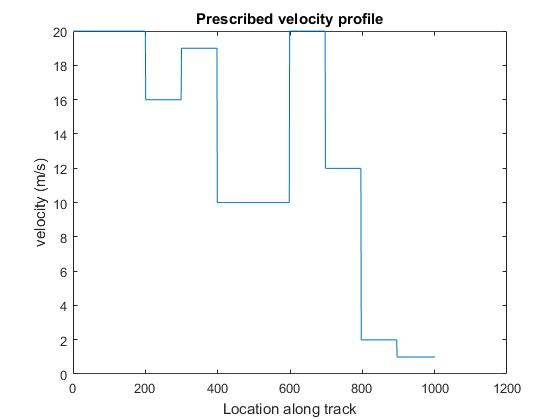 Prescribed velocity profile
20
18
16
14
12
10
8
6
4
2
0
velocity (m/s)
0 200 400 600 800 1000 1200
Location along track